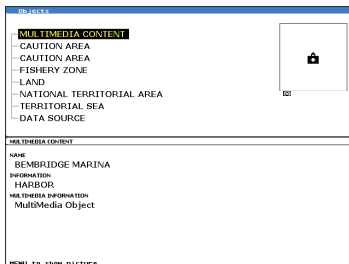 Objects
MULTIMEDIA CONTENT
CAUTION AREA
CAUTION AREA
FISHERY ZONE
LAND
NATIONAL TERRITORIAL AREA
TERRITORIAL SEA
DATA SOURCE
MULTIMEDIA CONTENT
NAME
BEMBRIDGE MARINA
INFORMATION
HARBOR
MULTIMEDIA INFORMATION
MultiMedia Object
MENU to show picture